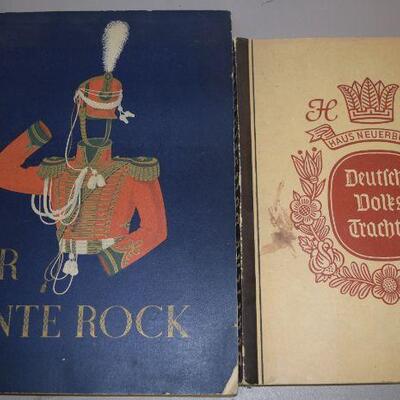 R
NTE ROCK
H
HAUS NEUERB
Deutsch
Volks
Tracht